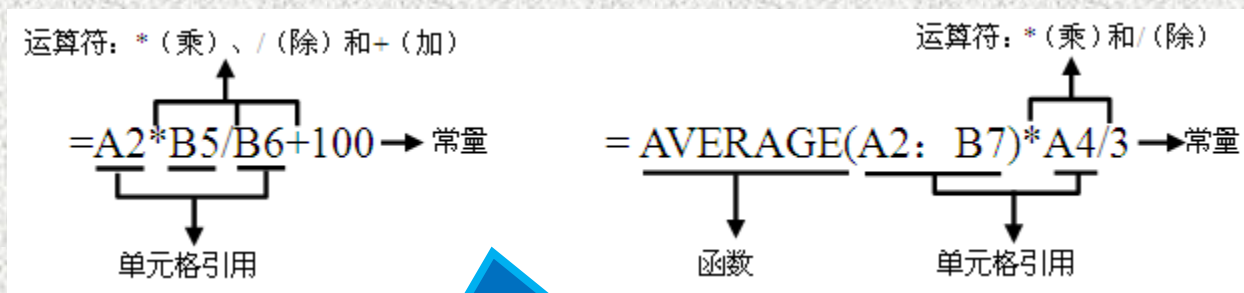 运算符：*（乘）、/（除）和+（加）
=A2*B5/B6+100 常量
单元格引用
运算符：*（乘）和/（除）
= AVERAGE(A2： B7)*A4/3 常量
函数
单元格引用